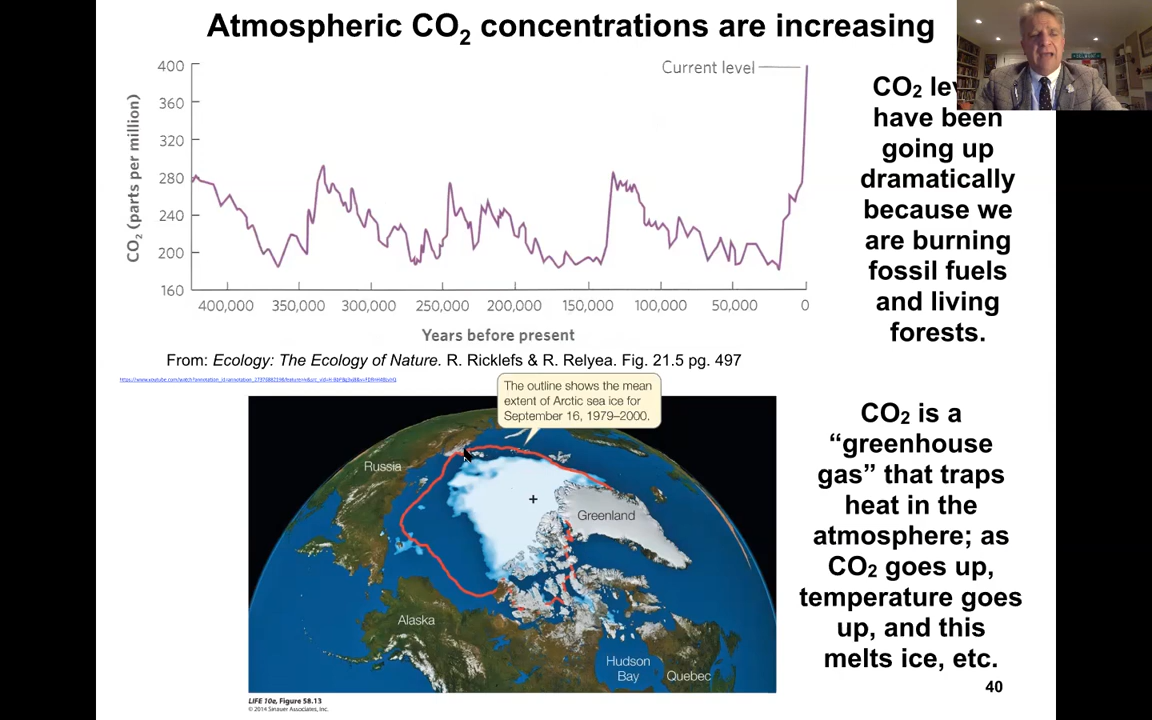 Atmospheric CO2 concentrations are increasing
400
360
320
280
240
200
160
CO2 (parts per million)
Current level
400,000 350,000 300,000 250,000 200,000 150,000 100,000 50,000 0
Years before present
From: Ecology: The Ecology of Nature. R. Ricklefs & R. Relyea. Fig. 21.5 pg. 497
CO2 le
have been
going up
dramatically
because we
are burning
fossil fuels
and living
forests.
The outline shows the mean
extent of Arctic sea ice for
September 16, 1979–2000.
Russia
Greenland
Alaska
Hudson
Bay
Quebec
CO2 is a
“greenhouse
gas” that traps
heat in the
atmosphere; as
CO2 goes up,
temperature goes
up, and this
melts ice, etc.
LIFE 10e, Figure 58.13
© 2014 Sinauer Associates, Inc.
40